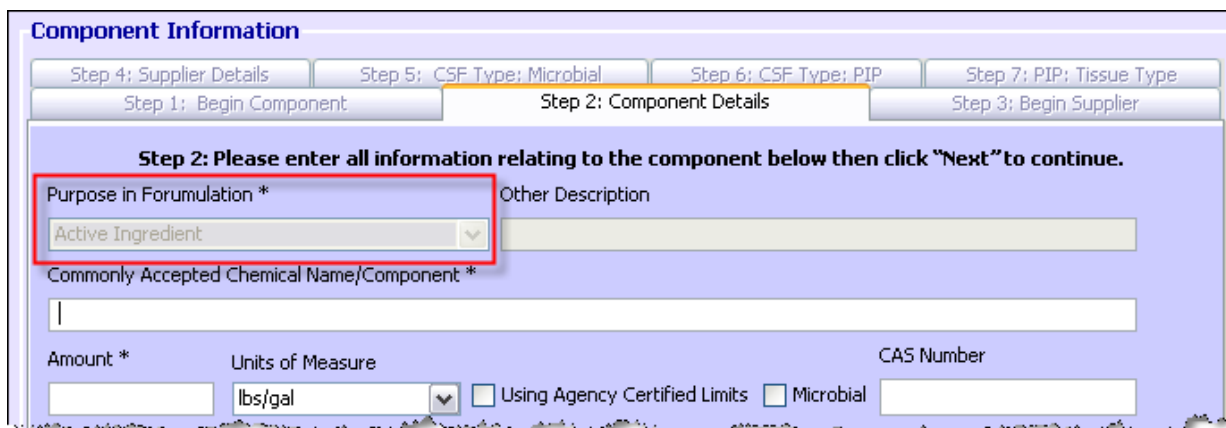 Component Information
Step 4: Supplier Details Step 5: CSF Type: Microbial Step 6: CSF Type: PIP Step 7: PIP: Tissue Type
Step 1: Begin Component Step 2: Component Details Step 3: Begin Supplier
Step 2: Please enter all information relating to the component below then click "Next" to continue.
Purpose in Forumulation * Other Description
Active Ingredient
Commonly Accepted Chemical Name/Component *
Amount * Units of Measure CAS Number
lbs/gal Using Agency Certified Limits Microbial